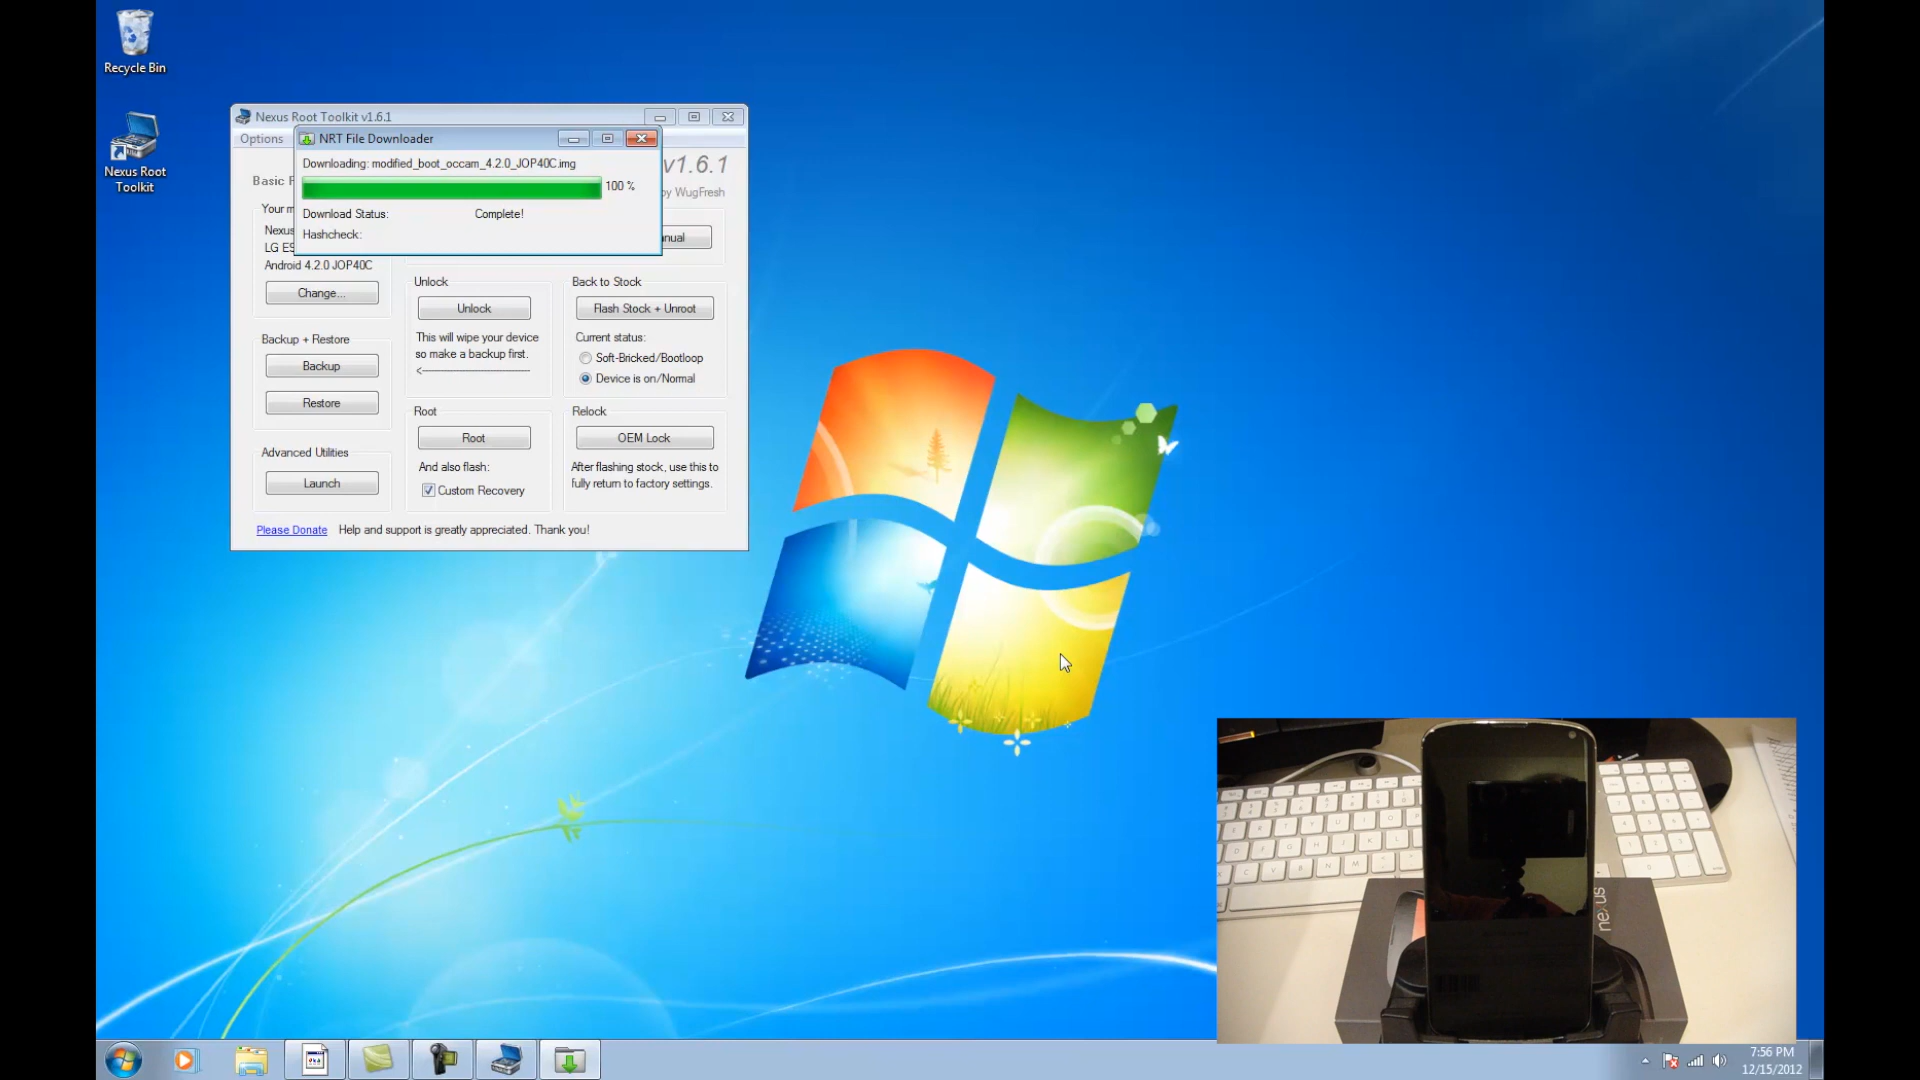 Recycle Bin
Nexus Root
Toolkit
Nexus Root Toolkit v1.6.1
Options
NRT File Downloader
Downloading: modified_boot_occam_4.2.0_JOP40C.img
100 %
Download Status: Complete!
Hashcheck:
v1.6.1
by WugFresh
Basic
Your
Nexus
LG
Android 4.2.0 JOP40C
Change...
Backup + Restore
Backup
Restore
Advanced Utilities
Launch
Unlock
Unlock
This will wipe your device
so make a backup first.
<--------------------
Root
Root
And also flash:
Custom Recovery
Back to Stock
Flash Stock + Unroot
Current status:
Soft-Bricked/Bootloop
Device is on/Normal
Relock
OEM Lock
After flashing stock, use this to
fully return to factory settings.
Please Donate Help and support is greatly appreciated. Thank you!
nexus
7:56 PM
12/15/2012